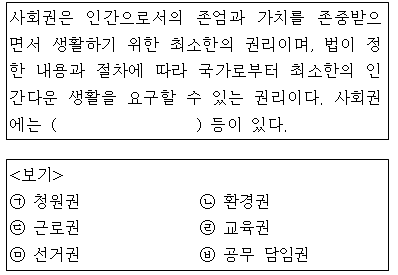 사회권은 인간으로서의 존엄과 가치를 존중받으
면서 생활하기 위한 최소한의 권리이며, 법이 정
한 내용과 절차에 따라 국가로부터 최소한의 인
간다운 생활을 요구할 수 있는 권리이다. 사회권
에는 ( ) 등이 있다.
<보기>
㉠ 청원권 ㉡ 환경권
㉢ 근로권 ㉣ 교육권
㉤ 선거권 ㉥ 공무 담임권